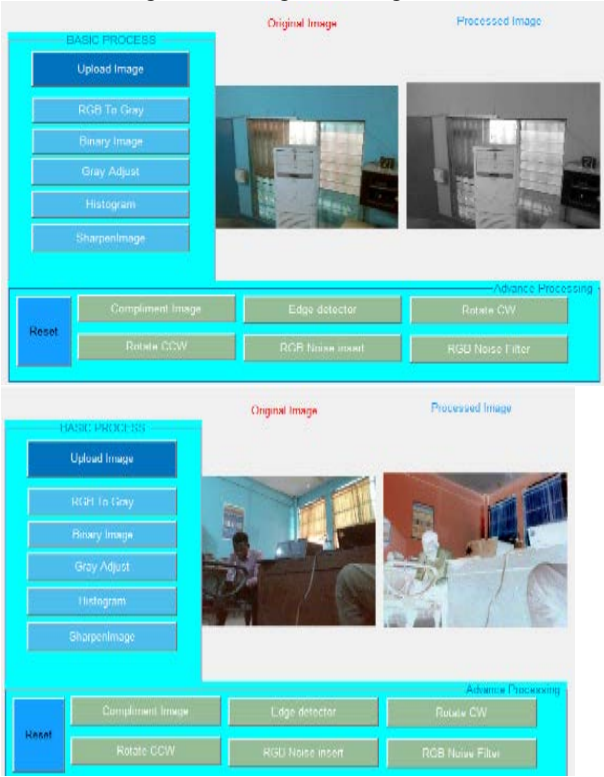 Original Image Processed Image
BASIC PROCESS
Upload Image
RGB To Gray
Binary Image
Gray Adjust
Histogram
SharpenImage
Advance Processing
Reset
Compliment Image Edge detector Rotate CW
Rotate CCW RGB Noise insert RGB Noise Filter
Original Image Processed Image
BASIC PROCESS
Upload Image
RGB To Gray
Binary Image
Gray Adjust
Histogram
SharpenImage
Advance Processing
Reset
Compliment Image Edge detector Rotate CW
Rotate CCW RGB Noise insert RGB Noise Filter